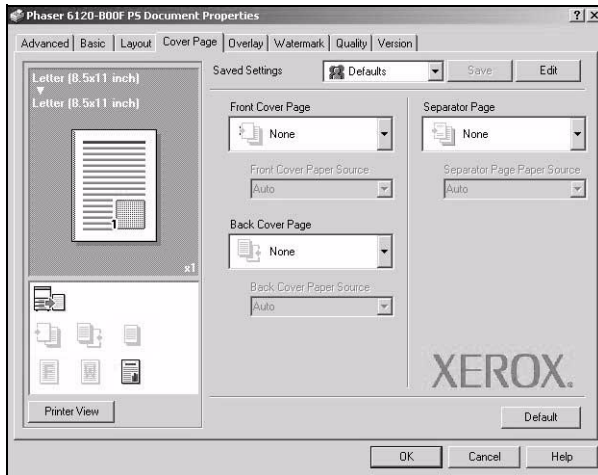 Phaser 6120-B00F PS Document Properties
Advanced Basic Layout Cover Page Overlay Watermark Quality Version
Letter (8.5x11 inch)
Letter (8.5x11 inch)
1
x1
Printer View
Saved Settings Defaults Save Edit
Front Cover Page
None
Front Cover Paper Source
Auto
Back Cover Page
None
Back Cover Paper Source
Auto
Separator Page
None
Separator Page Paper Source
Auto
XEROX.
Default
OK Cancel Help